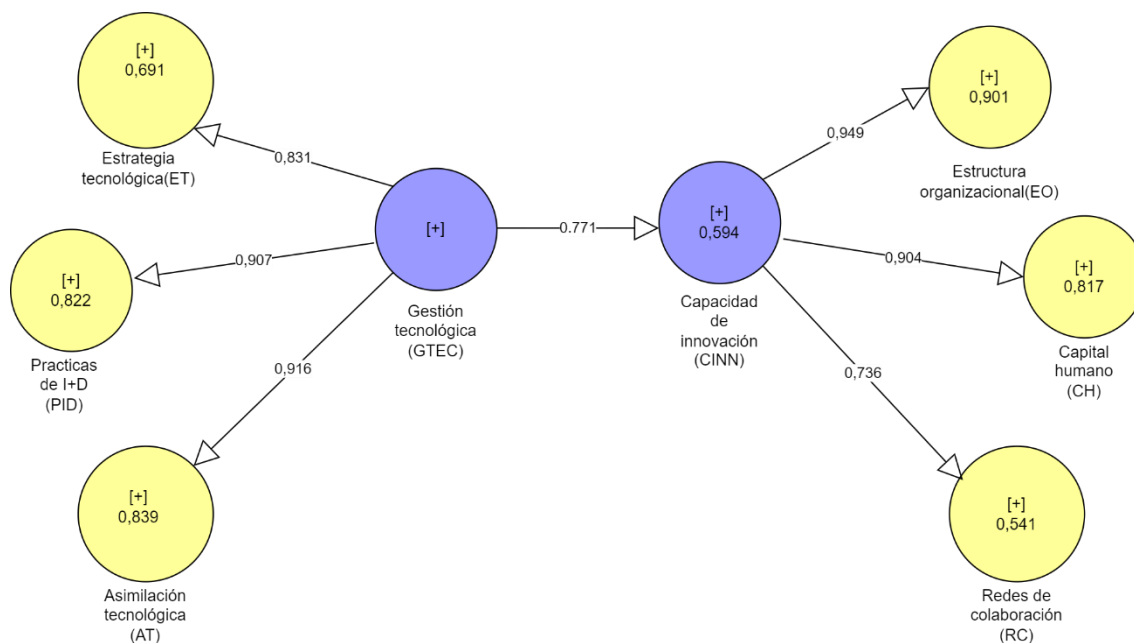 [+]
0,691
Estrategia
tecnológica(ET)
0,831
[+]
0,822
Practicas
de I+D
(PID)
0,907
[+]
0,839
Asimilación
tecnológica
(AT)
0,916
[+]
Gestión
tecnológica
(GTEC)
0.771
[+]
0,594
Capacidad
de
innovación
(CINN)
0,949
[+]
0,901
Estructura
organizacional(EO)
0,904
[+]
0,817
Capital
humano
(CH)
0,736
[+]
0,541
Redes de
colaboración
(RC)